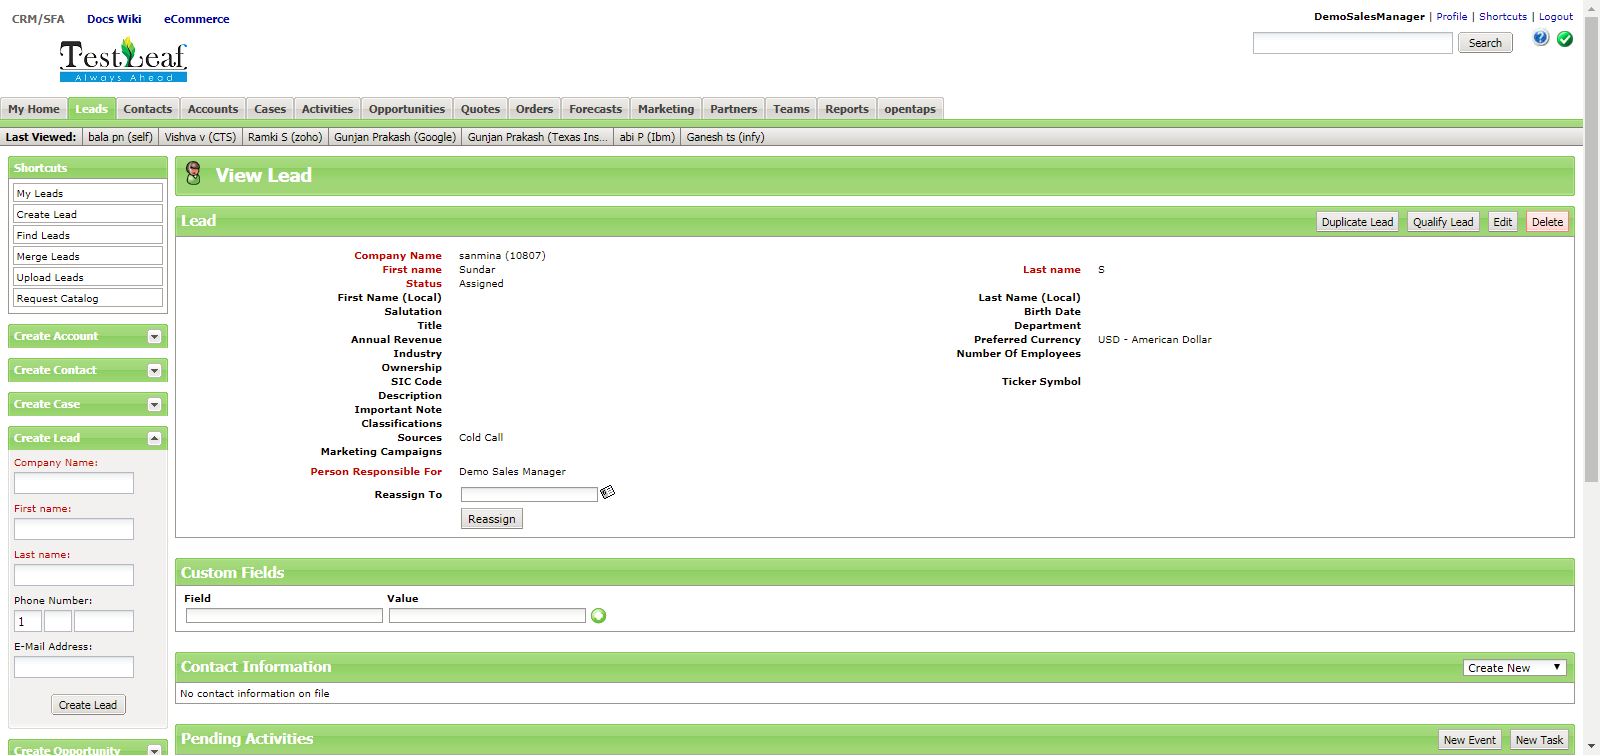 CRM/SFA Docs Wiki eCommerce
DemoSalesManager | Profile | Shortcuts | Logout
TestLeaf
Always Ahead
Search
My Home Leads Contacts Accounts Cases Activities Opportunities Quotes Orders Forecasts Marketing Partners Teams Reports opentaps
Last Viewed: bala pn (self) Vishva v (CTS) Ramki S (zoho) Gunjan Prakash (Google) Gunjan Prakash (Texas Ins... abi P (Ibm) Ganesh ts (infy)
Shortcuts
My Leads
Create Lead
Find Leads
Merge Leads
Upload Leads
Request Catalog
Create Account
Create Contact
Create Case
Create Lead
Company Name:
First name:
Last name:
Phone Number:
1
E-Mail Address:
Create Lead
Create Opportunity
View Lead
Lead Duplicate Lead Qualify Lead Edit Delete
Company Name sanmina (10807)
First name Sundar Last name S
Status Assigned
First Name (Local) Last Name (Local)
Salutation Birth Date
Title Department
Annual Revenue Preferred Currency USD - American Dollar
Industry Number Of Employees
Ownership
SIC Code Ticker Symbol
Description
Important Note
Classifications
Sources Cold Call
Marketing Campaigns
Person Responsible For Demo Sales Manager
Reassign To
Reassign
Custom Fields
Field Value
Contact Information Create New
No contact information on file
Pending Activities New Event New Task